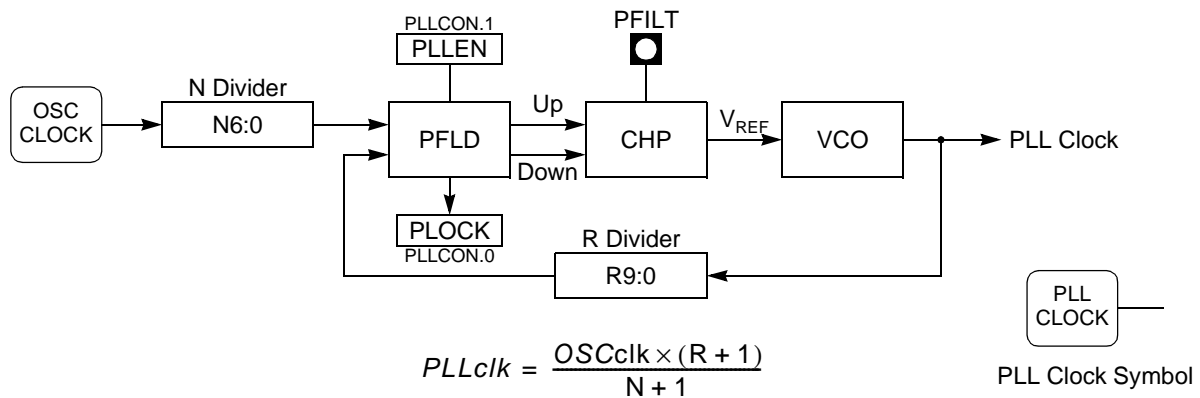 PLLCON.1
PLLEN
PFILT
OSC
CLOCK
N Divider
N6:0
PFLD
Up
Down
CHP
VREF
VCO
PLL Clock
PLOCK
PLLCON.0
R Divider
R9:0
PLL
CLOCK
PLL Clock Symbol
PLLclk = OSCclk × (R + 1)
N + 1